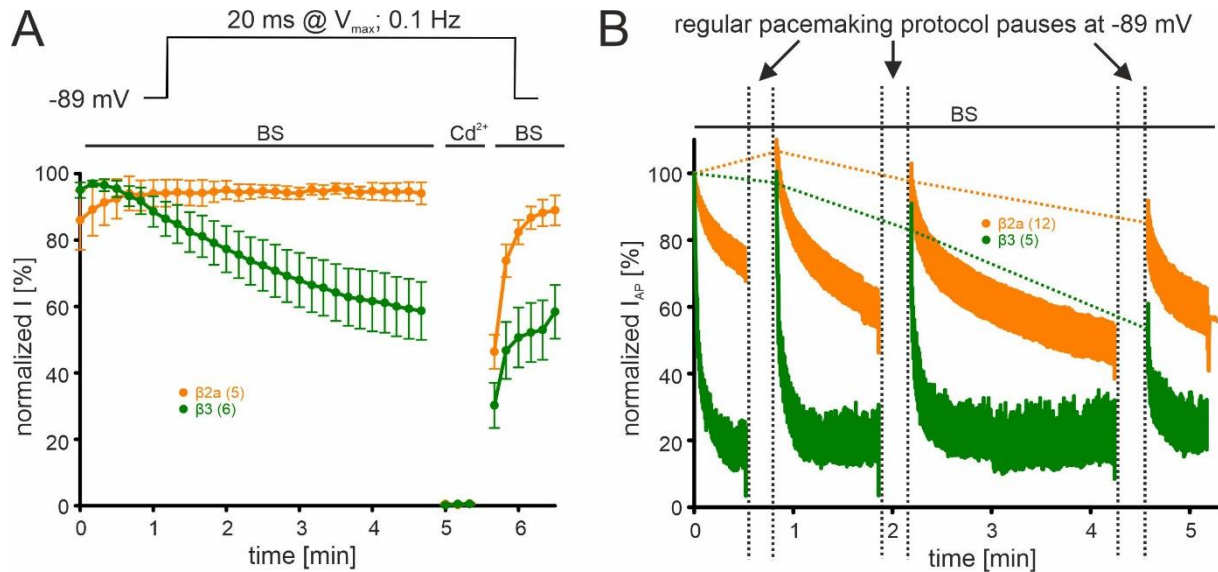 A
20 ms @ Vmax; 0.1 Hz
-89 mV
BS
Cd2+
BS
normalized I [%]
100
80
60
40
20
0
β2a (5)
β3 (6)
0
1
2
3
4
5
6
time [min]
B
regular pacemaking protocol pauses at -89 mV
BS
normalized IAP [%]
100
80
60
40
20
0
β2a (12)
β3 (5)
1
2
3
4
5
time [min]